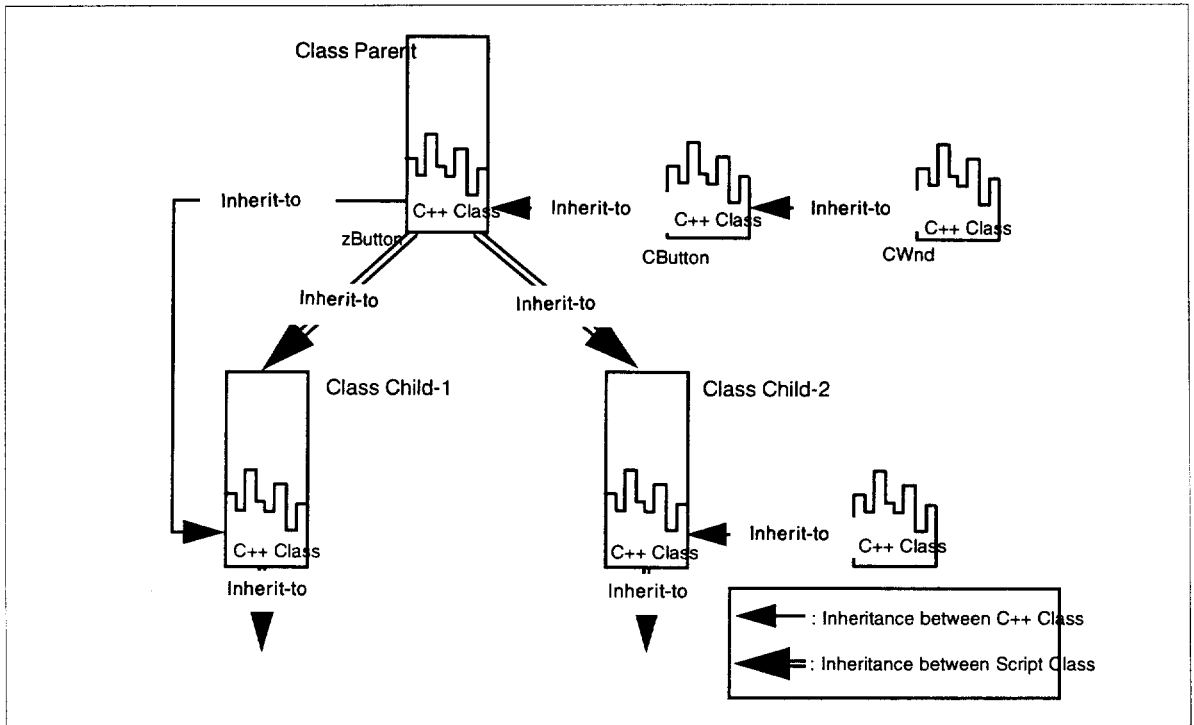 Class Parent
Inherit-to
C++ Class
Inherit-to
C++ Class
Inherit-to
C++ Class
zButton
CButton
CWnd
Inherit-to
Inherit-to
Class Child-1
Class Child-2
C++ Class
C++ Class
Inherit-to
C++ Class
Inherit-to
Inherit-to
: Inheritance between C++ Class
: Inheritance between Script Class